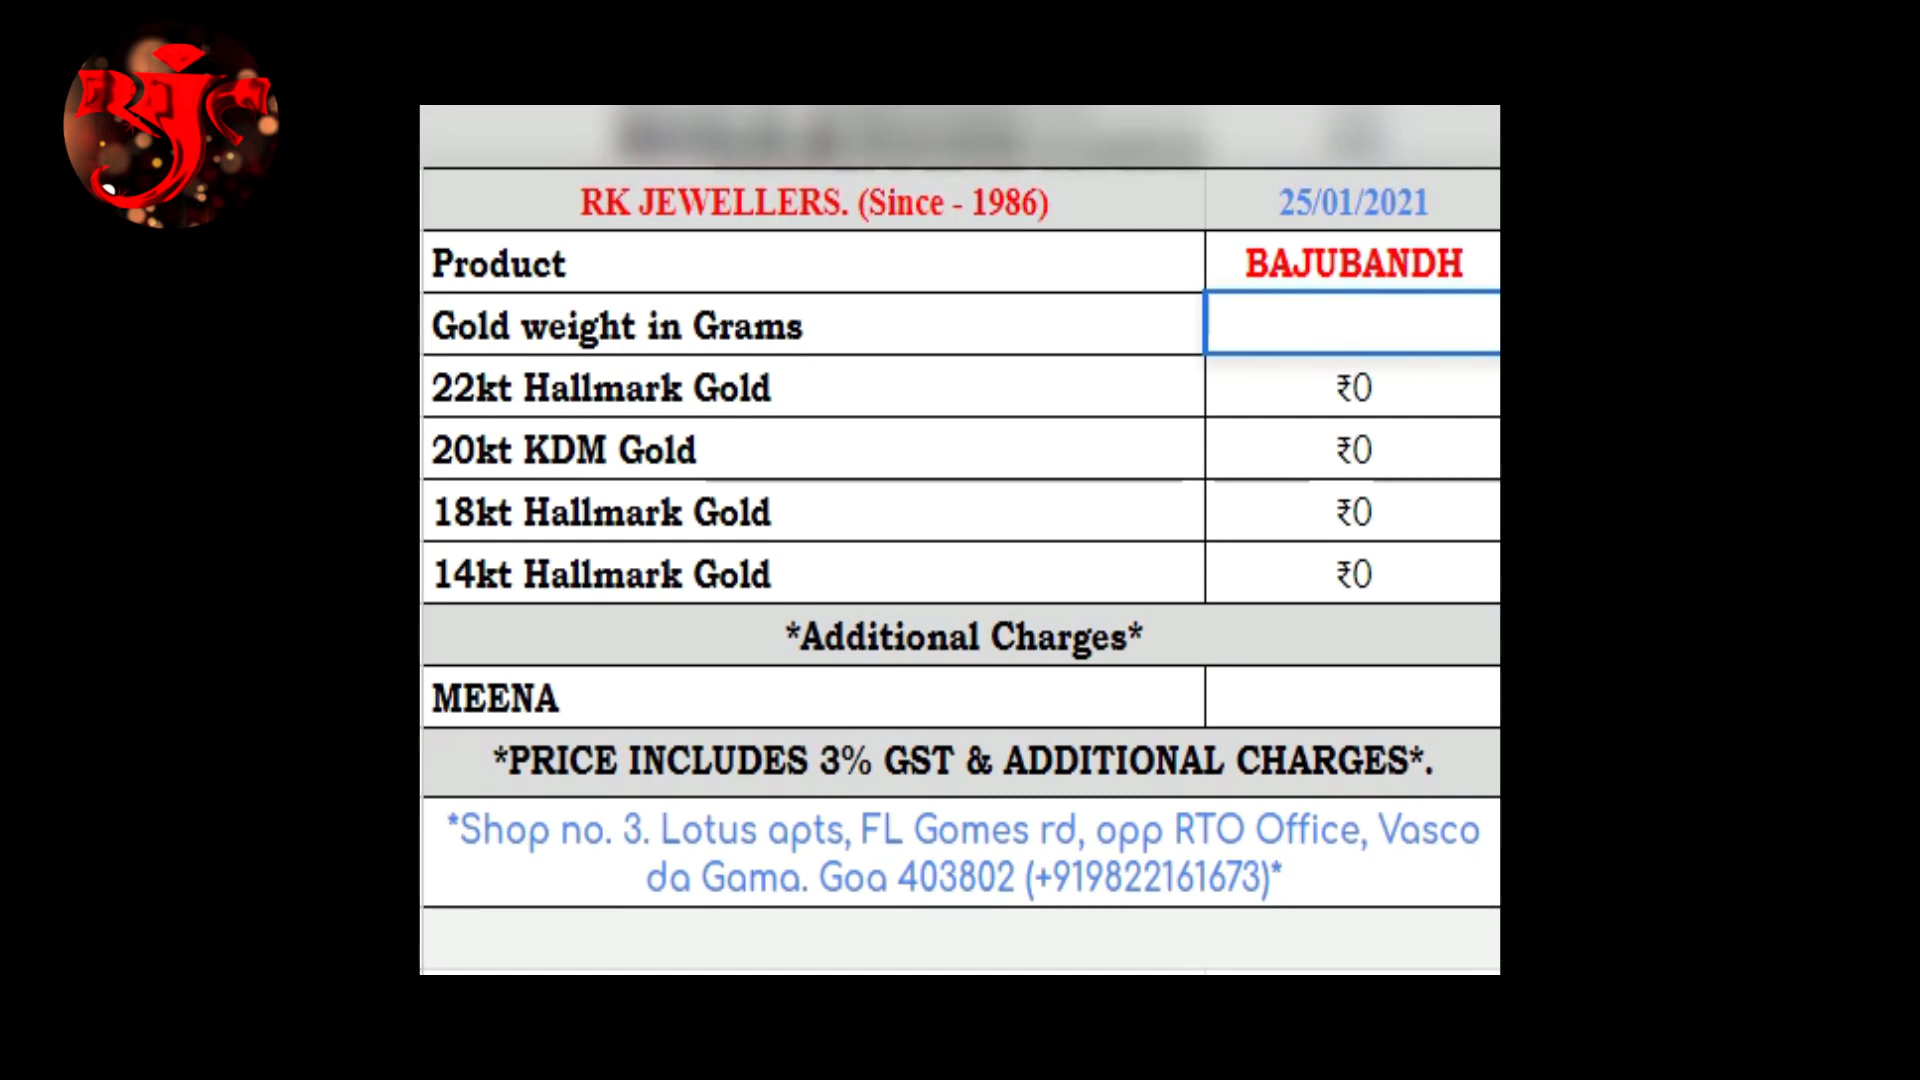 RK JEWELLERS. (Since - 1986) 25/01/2021
Product BAJUBANDH
Gold weight in Grams
22kt Hallmark Gold ₹0
20kt KDM Gold ₹0
18kt Hallmark Gold ₹0
14kt Hallmark Gold ₹0
*Additional Charges*
MEENA
*PRICE INCLUDES 3% GST & ADDITIONAL CHARGES*.
*Shop no. 3. Lotus apts, FL Gomes rd, opp RTO Office, Vasco
da Gama. Goa 403802 (+919822161673)*